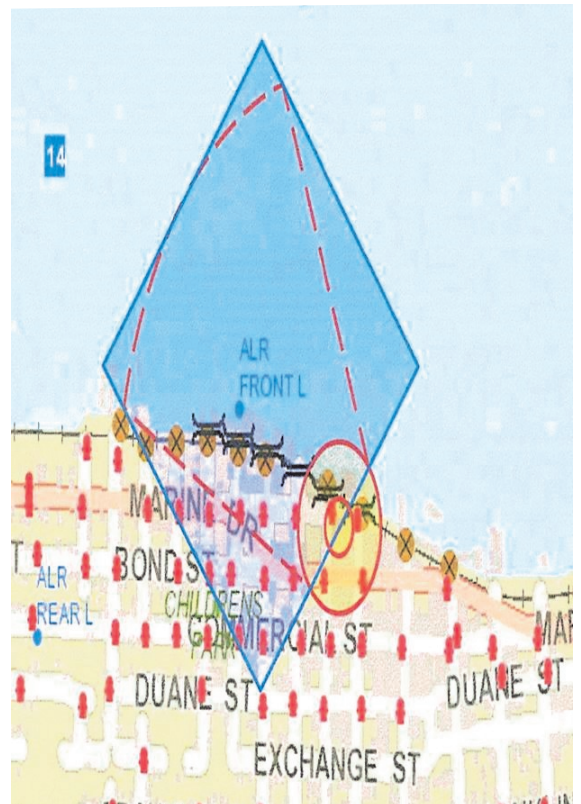 14
ALR
FRONT L
MARINE DR
BOND ST
ALR
REAR L
CHILDRENS
PARK
COMMERCIAL ST
MAR
DUANE ST
DUANE ST
EXCHANGE ST